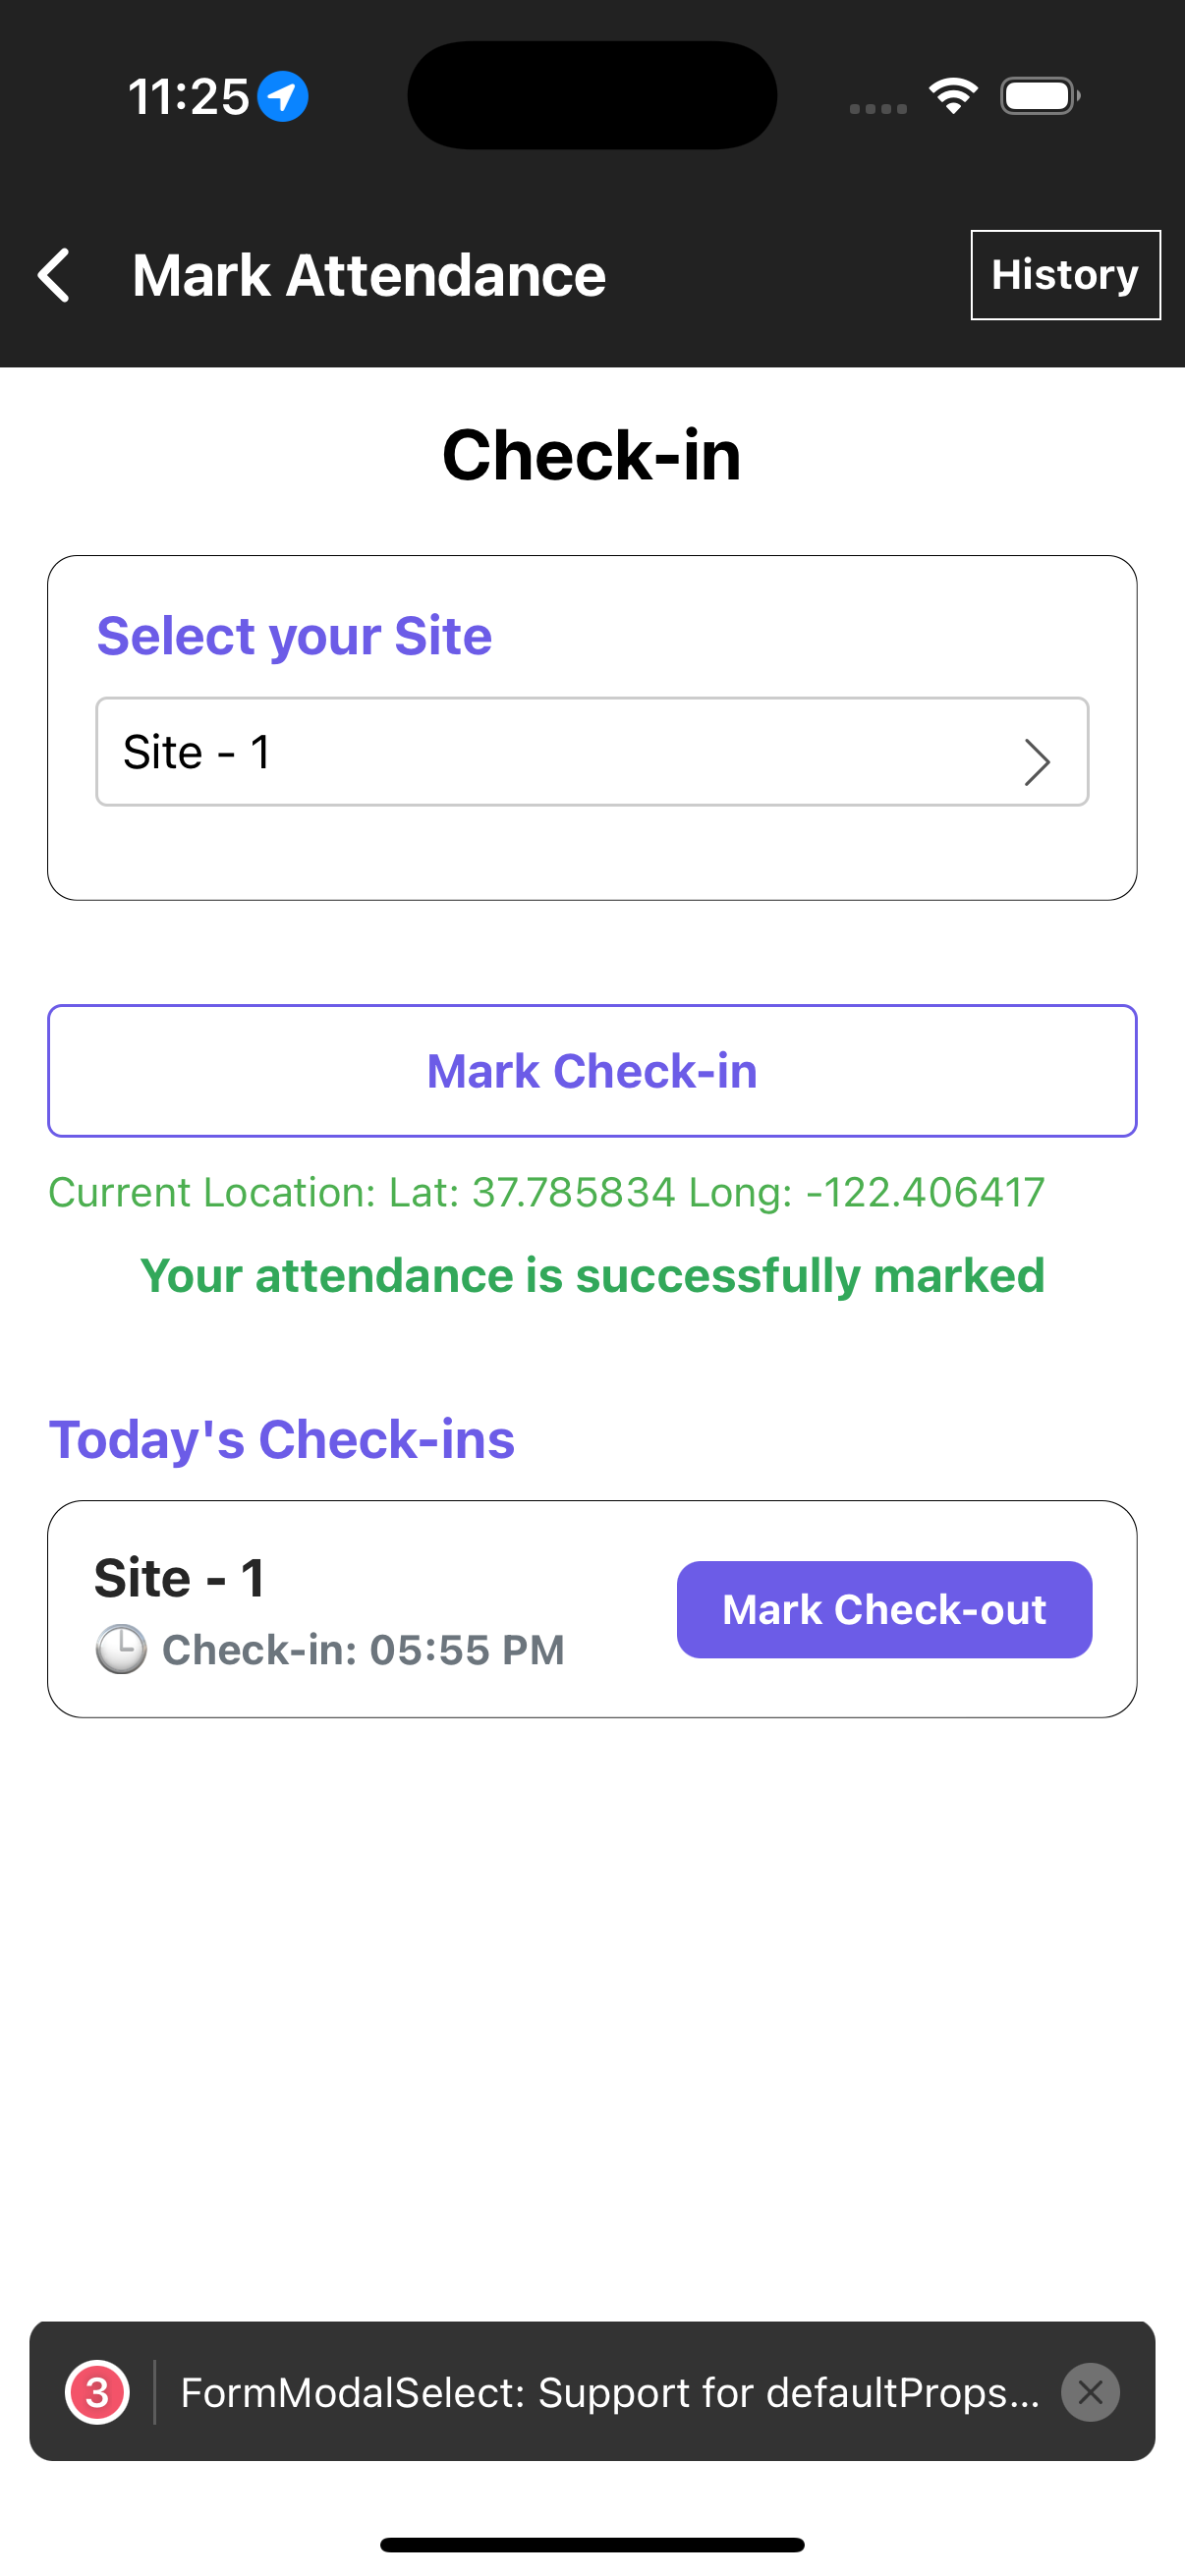 11:25
Mark Attendance
History
Check-in
Select your Site
Site - 1
Mark Check-in
Current Location: Lat: 37.785834 Long: -122.406417
Your attendance is successfully marked
Today's Check-ins
Site - 1
Mark Check-out
Check-in: 05:55 PM
3
FormModalSelect: Support for defaultProps...